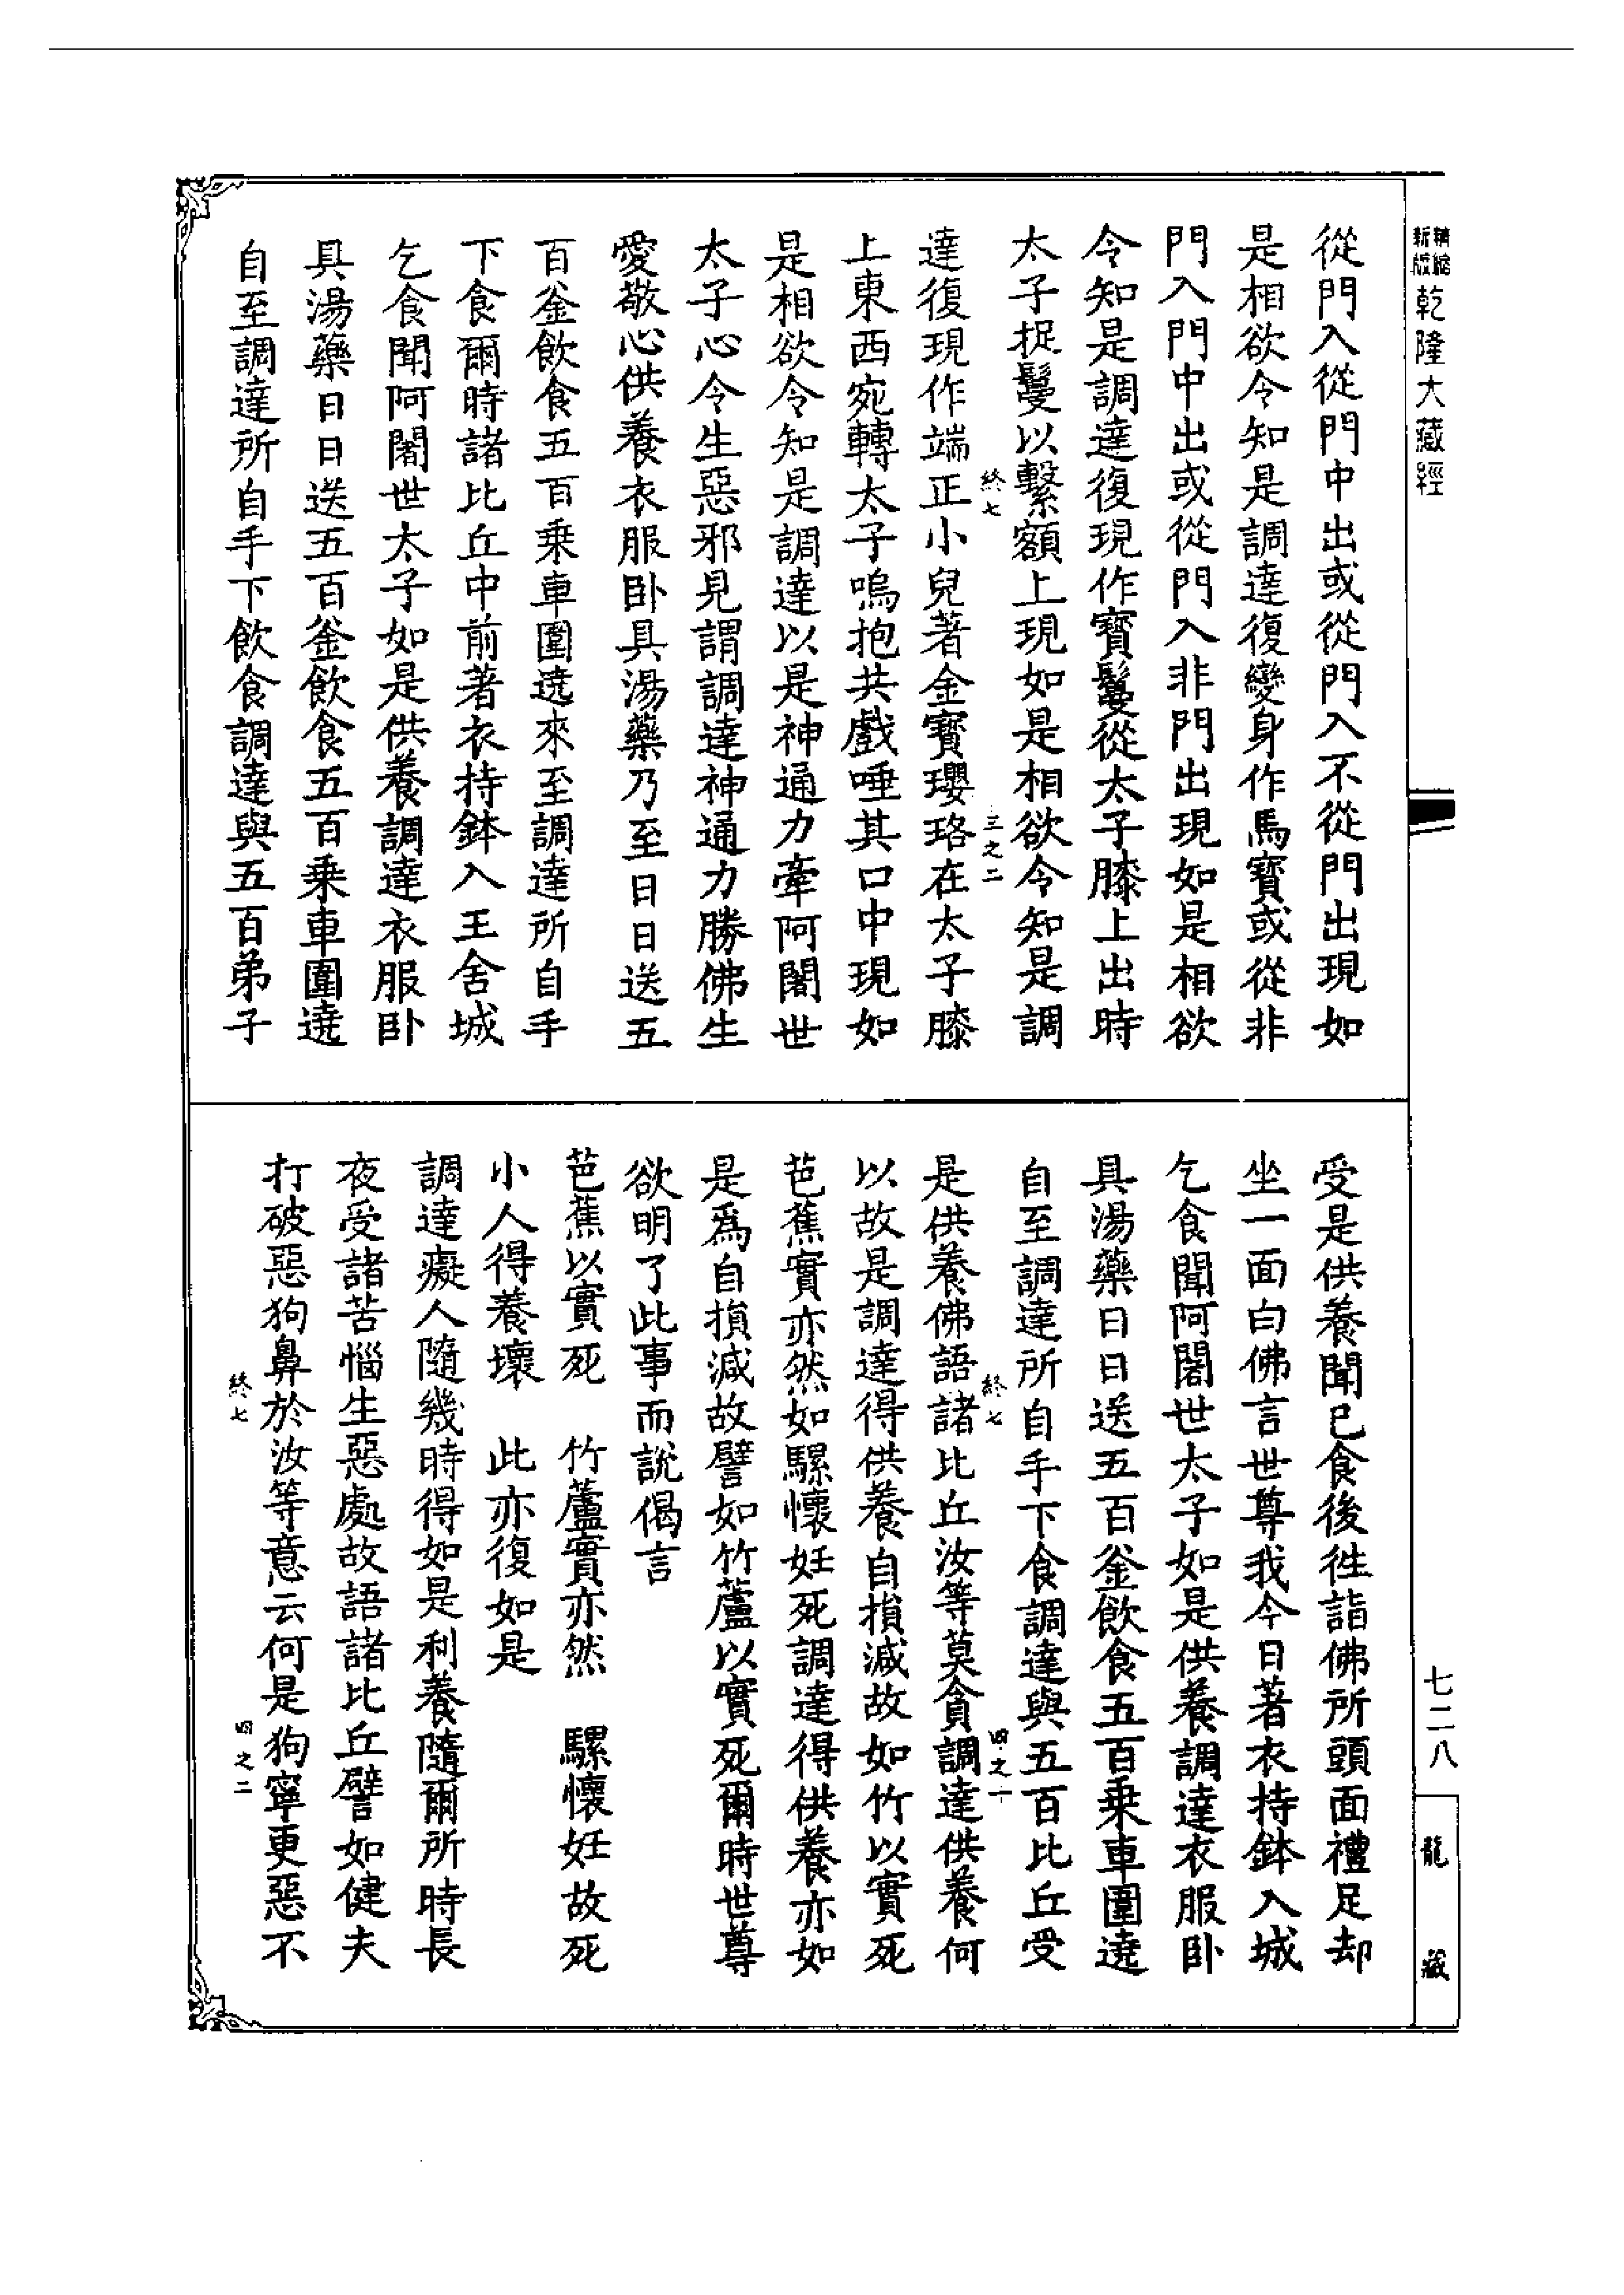 精縮
新版
乾隆大藏經
從門入從門中出或從門入不從門出現如
是相欲令知是調達復變身作馬寶或從非
門入門中出或從門入非門出現如是相欲
令知是調達復現作寶鬘從太子膝上出時
太子捉鬘以繫額上現如是相欲令知是調
終七
三之二
達復現作端正小兒著金寶瓔珞在太子膝
上東西宛轉太子嗚抱共戲唾其口中現如
是相欲令知是調達以是神通力牽阿闍世
太子心令生惡邪見謂調達神通力勝佛生
愛敬心供養衣服卧具湯藥乃至日日送五
百釜飲食五百乘車圍遶來至調達所自手
下食爾時諸比丘中前著衣持鉢入王舍城
乞食聞阿闍世太子如是供養調達衣服卧
具湯藥日日送五百釜飲食五百乘車圍遶
自至調達所自手下飲食調達與五百弟子
受是供養聞已食後徃詣佛所頭面禮足却
坐一面白佛言世尊我今日著衣持鉢入城
乞食聞阿闍世太子如是供養調達衣服卧
具湯藥日日送五百釜飲食五百乘車圍遶
自至調達所自手下食調達與五百比丘受
終七
四之一
是供養佛語諸比丘汝等莫貪調達供養何
以故是調達得供養自損減故如竹以實死
芭蕉實亦然如騾懷妊死調達得供養亦如
是爲自損減故譬如竹蘆以實死爾時世尊
欲明了此事而說偈言
芭蕉以實死　竹蘆實亦然　騾懷妊故死
小人得養壞　此亦復如是
調達癡人隨幾時得如是利養隨爾所時長
夜受諸苦惱生惡處故語諸比丘譬如健夫
打破惡狗鼻於汝等意云何是狗寧更惡不
終七
四之二
七二八
龍藏